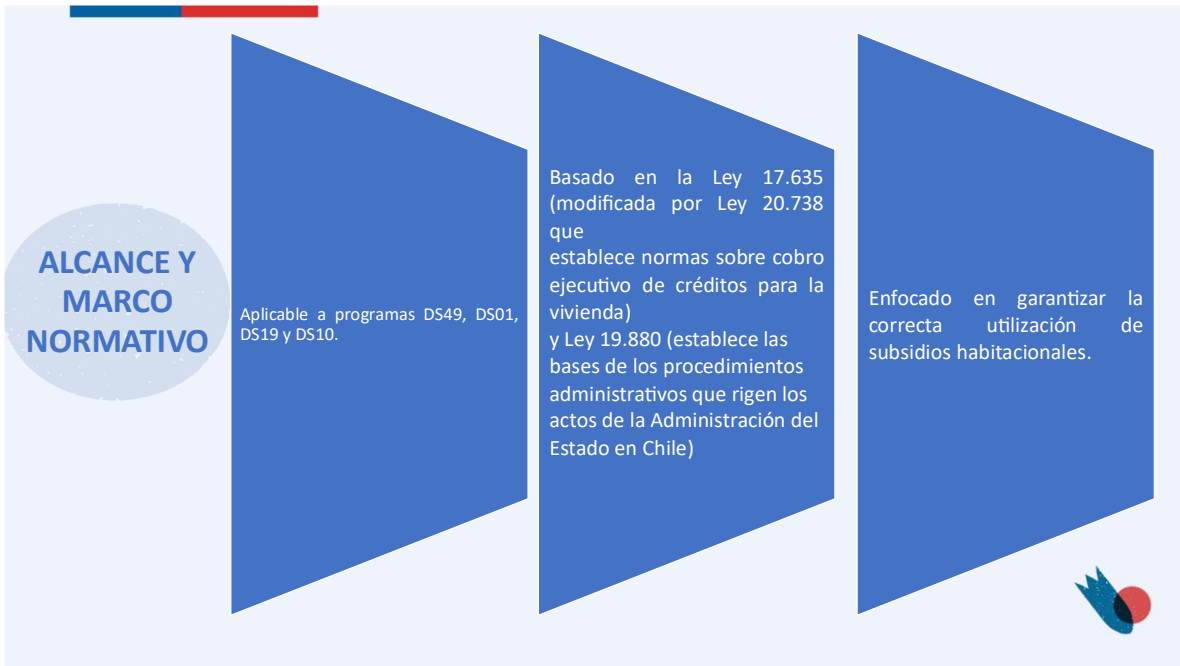 ALCANCE Y
MARCO
NORMATIVO
Aplicable a programas DS49, DS01,
DS19 y DS10.
Basado en la Ley 17.635
(modificada por Ley 20.738
que
establece normas sobre cobro
ejecutivo de créditos para la
vivienda)
y Ley 19.880 (establece las
bases de los procedimientos
administrativos que rigen los
actos de la Administración del
Estado en Chile)
Enfocado en garantizar la
correcta utilización de
subsidios habitacionales.